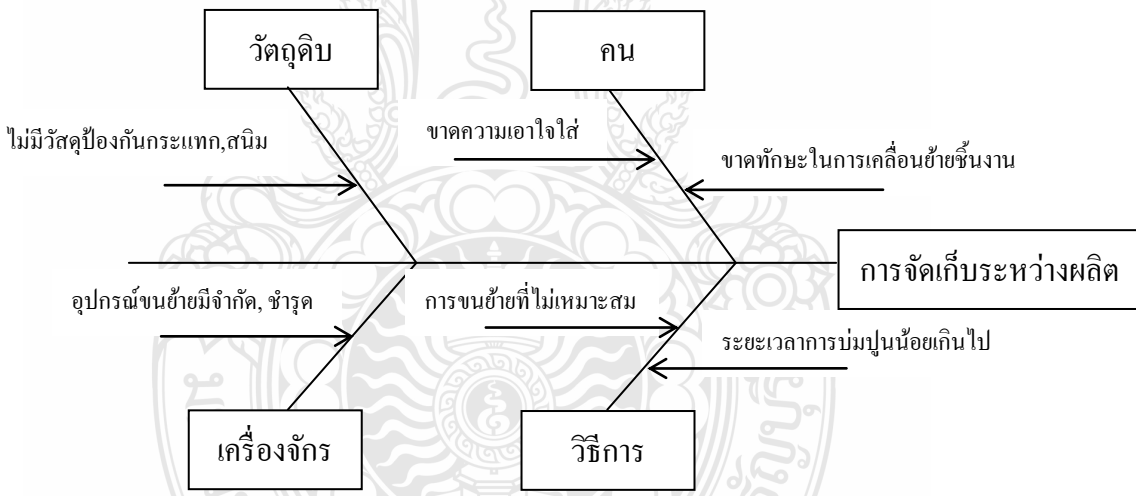 วัตถุดิบ
คน
ไม่มีวัสดุป้องกันกระแทก,สนิม
ขาดความเอาใจใส่
ขาดทักษะในการเคลื่อนย้ายชิ้นงาน
การจัดเก็บระหว่างผลิต
อุปกรณ์ขนย้ายมีจำกัด, ชำรุด
การขนย้ายที่ไม่เหมาะสม
ระยะเวลาการบ่มปูนน้อยเกินไป
เครื่องจักร
วิธีการ